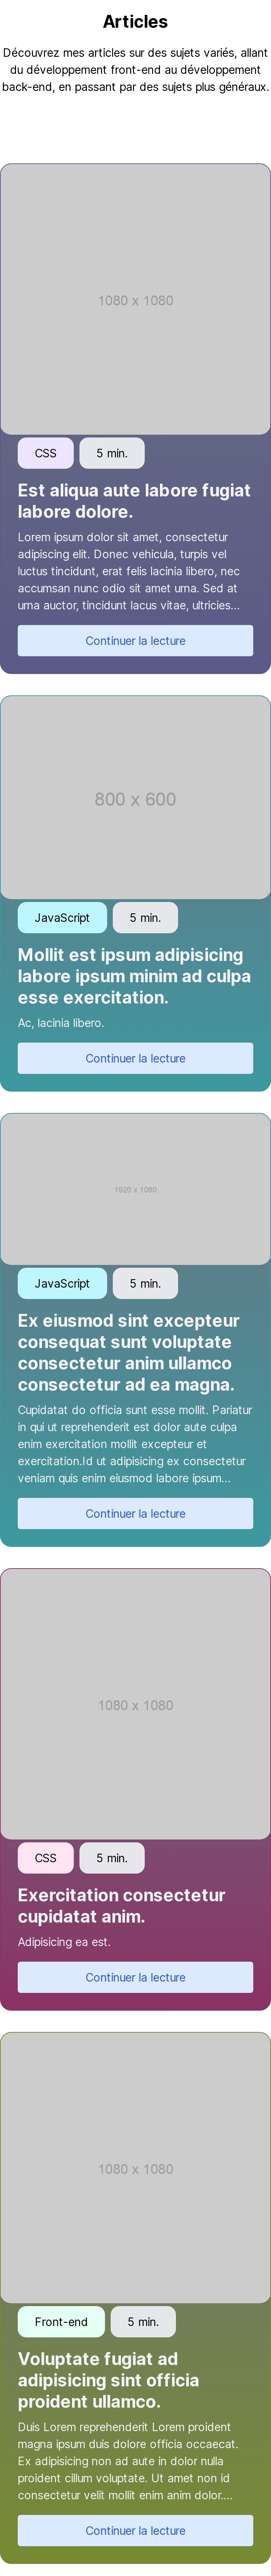 Articles
Découvrez mes articles sur des sujets variés, allant
du développement front-end au développement
back-end, en passant par des sujets plus généraux.
1080 x 1080
CSS
5 min.
Est aliqua aute labore fugiat
labore dolore.
Lorem ipsum dolor sit amet, consectetur
adipiscing elit. Donec vehicula, turpis vel
luctus tincidunt, erat felis lacinia libero, nec
accumsan nunc odio sit amet urna. Sed at
urna auctor, tincidunt lacus vitae, ultricies...
Continuer la lecture
800 x 600
JavaScript
5 min.
Mollit est ipsum adipisicing
labore ipsum minim ad culpa
esse exercitation.
Ac, lacinia libero.
Continuer la lecture
1920 x 1080
JavaScript
5 min.
Ex eiusmod sint excepteur
consequat sunt voluptate
consectetur anim ullamco
consectetur ad ea magna.
Cupidatat do officia sunt esse mollit. Pariatur
in qui ut reprehenderit est dolor aute culpa
enim exercitation mollit excepteur et
exercitation.Id ut adipisicing ex consectetur
veniam quis enim eiusmod labore ipsum...
Continuer la lecture
1080 x 1080
CSS
5 min.
Exercitation consectetur
cupidatat anim.
Adipisicing ea est.
Continuer la lecture
1080 x 1080
Front-end
5 min.
Voluptate fugiat ad
adipisicing sint officia
proident ullamco.
Duis Lorem reprehenderit Lorem proident
magna ipsum duis dolore officia occaecat.
Ex adipisicing non ad aute in dolor nulla
proident cillum voluptate. Ut amet non id
consectetur velit mollit enim anim dolor....
Continuer la lecture